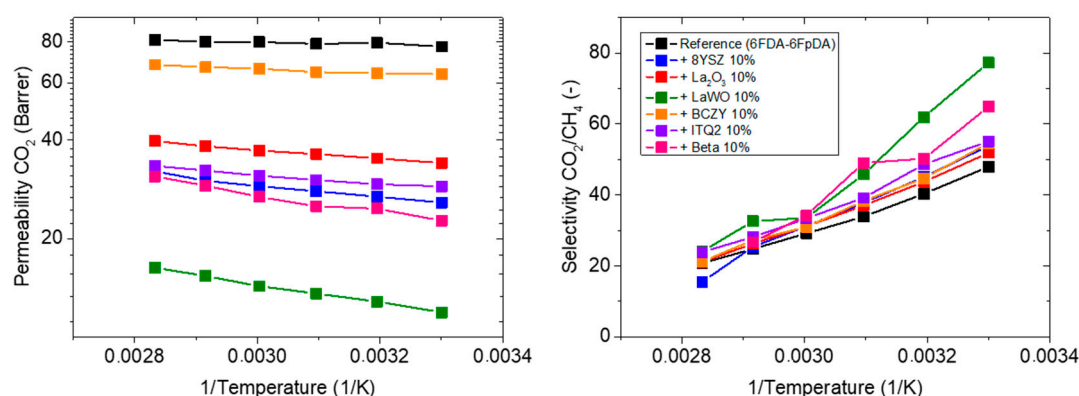 Permeability CO₂ (Barrer)
80
60
40
20
0.0028
0.0030
0.0032
0.0034
1/Temperature (1/K)
Selectivity CO₂/CH₄ (-)
80
60
40
20
0
Reference (6FDA-6FpDA)
+ 8YSZ 10%
+ La₂O₃ 10%
+ LaWO 10%
+ BCZY 10%
+ ITQ2 10%
+ Beta 10%
0.0028
0.0030
0.0032
0.0034
1/Temperature (1/K)